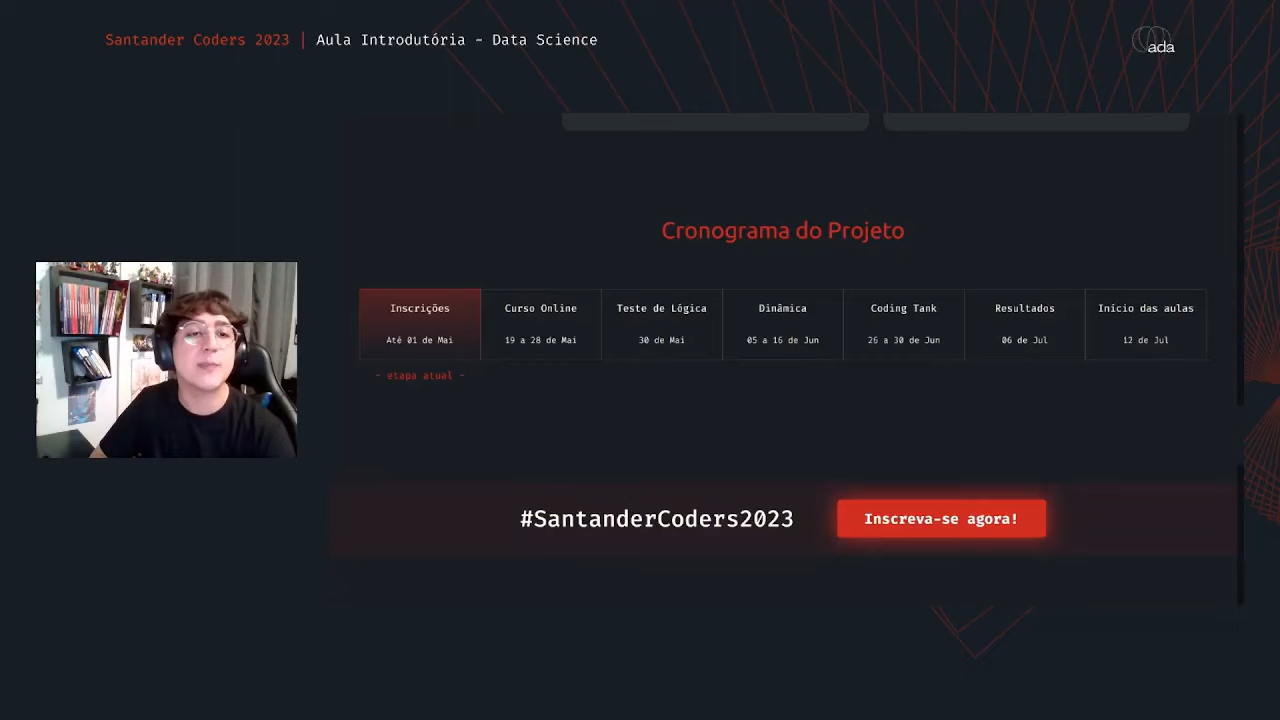 Santander Coders 2023 | Aula Introdutória - Data Science
ada
Cronograma do Projeto
Inscrições
Até 01 de Mai
- etapa atual -
Curso Online
19 a 28 de Mai
Teste de Lógica
30 de Mai
Dinâmica
05 a 16 de Jun
Coding Tank
26 a 30 de Jun
Resultados
06 de Jul
Início das aulas
12 de Jul
#SantanderCoders2023
Inscreva-se agora!